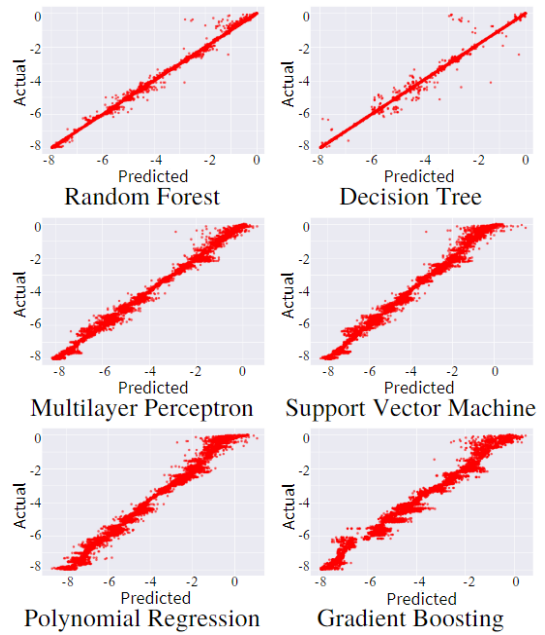 0
-2
Actual
-4
-6
-8
-8 -6 -4 -2 0
Predicted
Random Forest
0
-2
Actual
-4
-6
-8
-8 -6 -4 -2 0
Predicted
Decision Tree
0
-2
Actual
-4
-6
-8
-8 -6 -4 -2 0
Predicted
Multilayer Perceptron
0
-2
Actual
-4
-6
-8
-8 -6 -4 -2 0
Predicted
Support Vector Machine
0
-2
Actual
-4
-6
-8
-8 -6 -4 -2 0
Predicted
Polynomial Regression
0
-2
Actual
-4
-6
-8
-8 -6 -4 -2 0
Predicted
Gradient Boosting